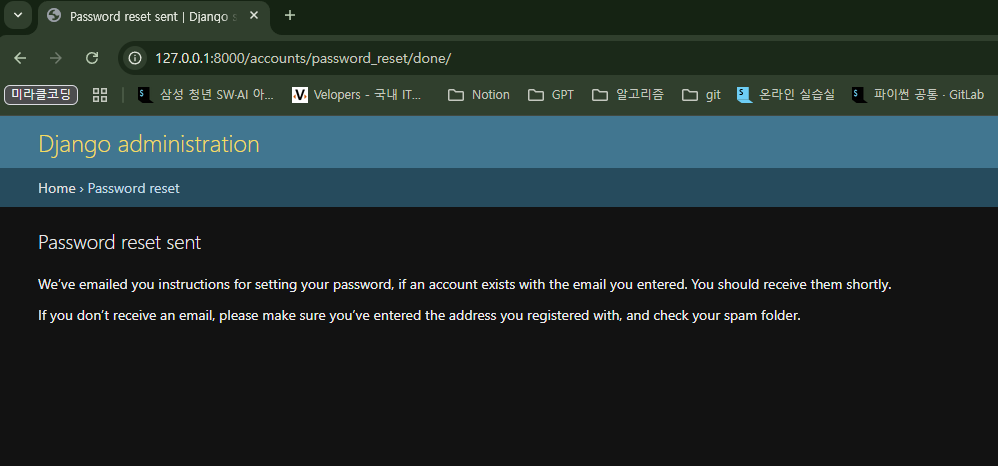 Password reset sent | Django s
127.0.0.1:8000/accounts/password_reset/done/
미라클코딩 삼성 청년 SW·AI 아... Velopers - 국내 IT... Notion GPT 알고리즘 git 온라인 실습실 파이썬 공통 · GitLab
Django administration
Home › Password reset
Password reset sent
We’ve emailed you instructions for setting your password, if an account exists with the email you entered. You should receive them shortly.
If you don’t receive an email, please make sure you’ve entered the address you registered with, and check your spam folder.